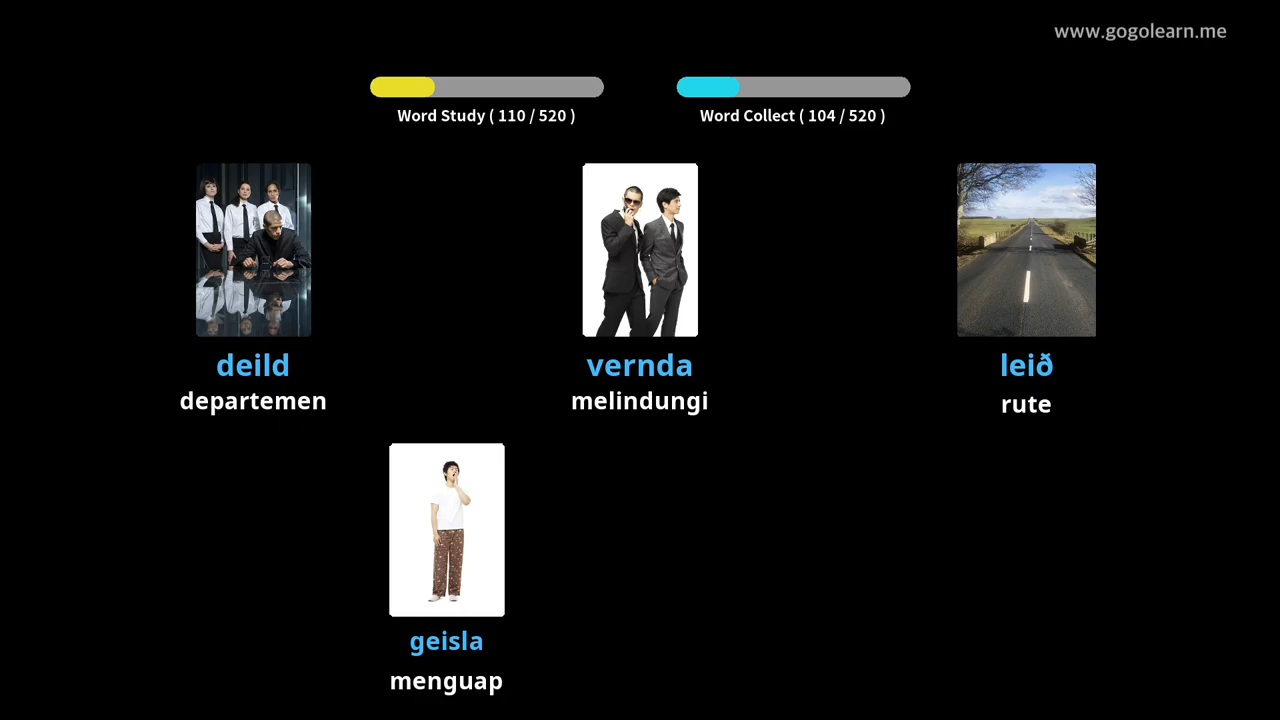 www.gogolearn.me
Word Study ( 110 / 520 )
Word Collect ( 104 / 520 )
deild
departemen
vernda
melindungi
leið
rute
geisla
menguap